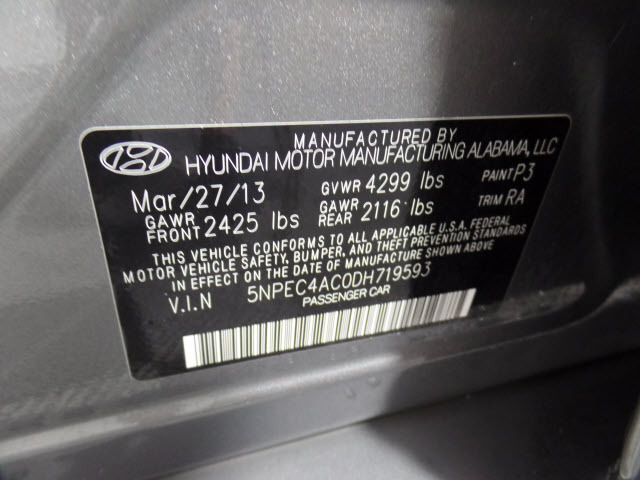 MANUFACTURED BY
HYUNDAI MOTOR MANUFACTURING ALABAMA, LLC
Mar/27/13 GVWR 4299 lbs PAINT P3
GAWR FRONT 2425 lbs GAWR REAR 2116 lbs TRIM RA
THIS VEHICLE CONFORMS TO ALL APPLICABLE U.S.A. FEDERAL
MOTOR VEHICLE SAFETY, BUMPER, AND THEFT PREVENTION STANDARDS
IN EFFECT ON THE DATE OF MANUFACTURE SHOWN ABOVE
V.I.N 5NPEC4AC0DH719593
PASSENGER CAR